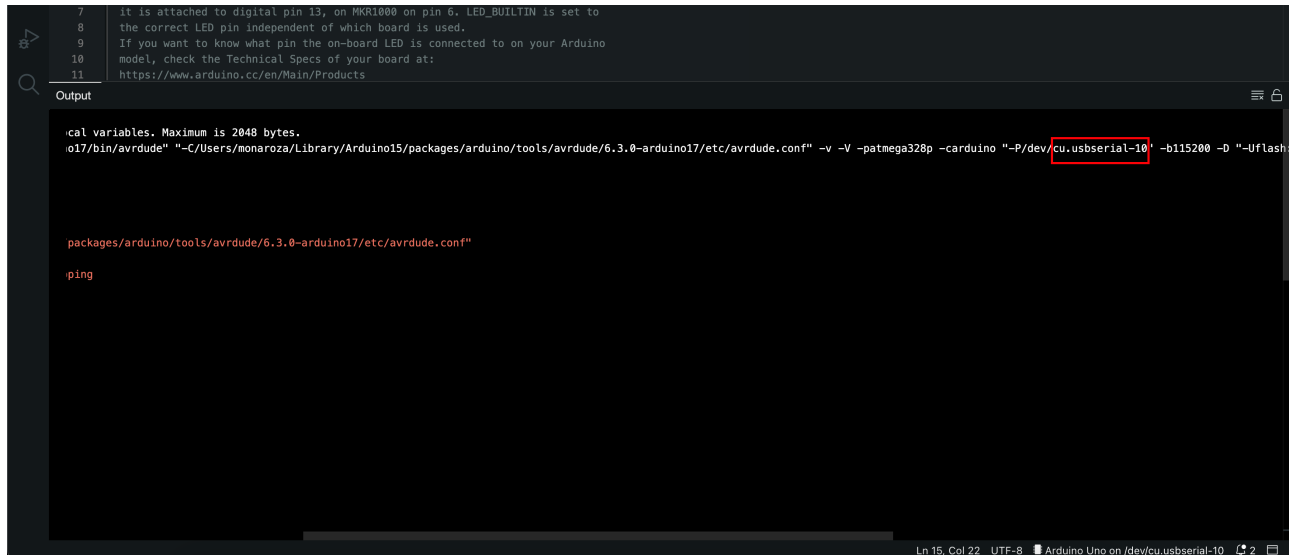 7 it is attached to digital pin 13, on MKR1000 on pin 6. LED_BUILTIN is set to
8 the correct LED pin independent of which board is used.
9 If you want to know what pin the on-board LED is connected to on your Arduino
10 model, check the Technical Specs of your board at:
11 https://www.arduino.cc/en/Main/Products
Output
cal variables. Maximum is 2048 bytes.
o17/bin/avrdude" "-C/Users/monaroza/Library/Arduino15/packages/arduino/tools/avrdude/6.3.0-arduino17/etc/avrdude.conf" -v -V -patmega328p -carduino "-P/dev/cu.usbserial-10" -b115200 -D "-Uflash:
packages/arduino/tools/avrdude/6.3.0-arduino17/etc/avrdude.conf"
ping
Ln 15, Col 22 UTF-8 Arduino Uno on /dev/cu.usbserial-10 2